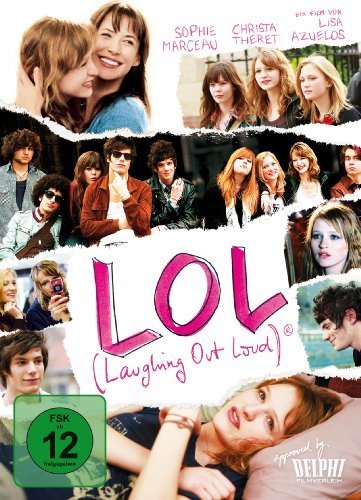 SOPHIE
MARCEAU
CHRISTA
THERET
EIN FILM VON
LISA
AZUELOS
LOL
(Laughing Out Loud)®
FSK
ab
12
freigegeben
approved by
DELPHI
FILMVERLEIH